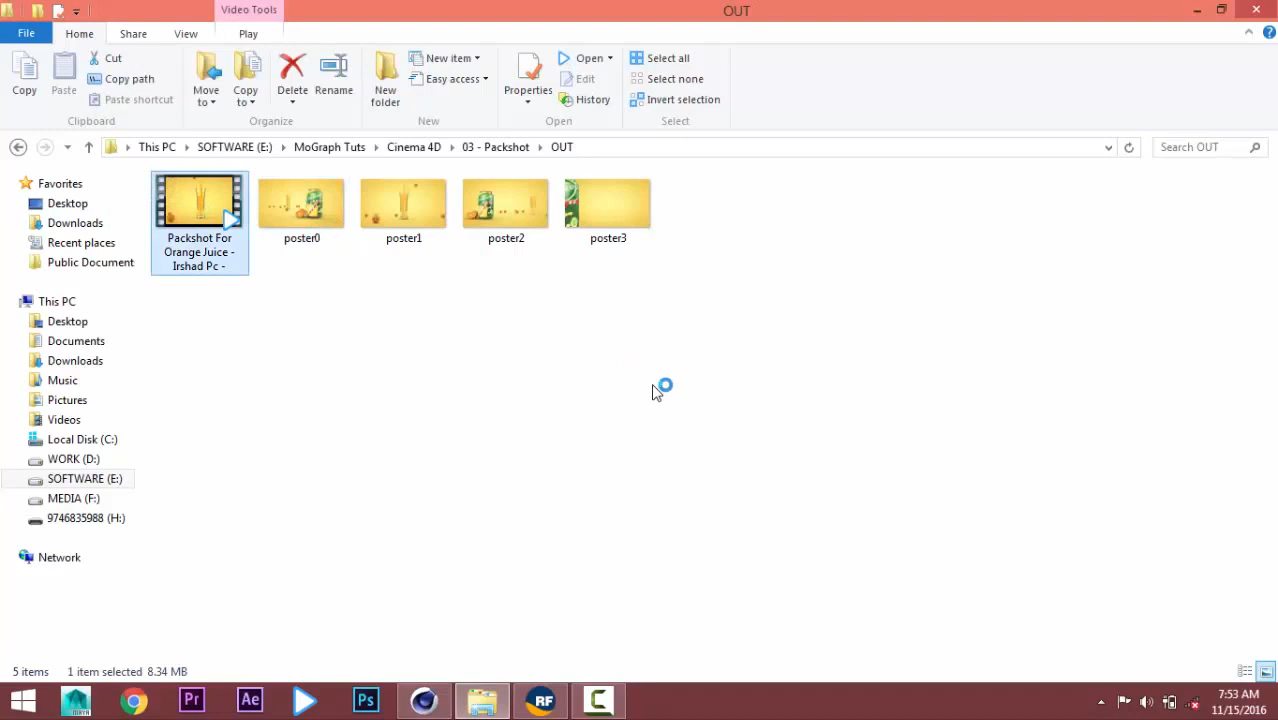 Video Tools
OUT
File
Home
Share
View
Play
Copy
Paste
Cut
Copy path
Paste shortcut
Clipboard
Move to
Copy to
Delete
Rename
Organize
New folder
New item
Easy access
New
Properties
Open
Edit
History
Open
Select all
Select none
Invert selection
Select
This PC
SOFTWARE (E:)
MoGraph Tuts
Cinema 4D
03 - Packshot
OUT
Search OUT
Favorites
Desktop
Downloads
Recent places
Public Document
This PC
Desktop
Documents
Downloads
Music
Pictures
Videos
Local Disk (C:)
WORK (D:)
SOFTWARE (E:)
MEDIA (F:)
9746835988 (H:)
Network
Packshot For
Orange Juice -
Irshad Pc -
poster0
poster1
poster2
poster3
5 items
1 item selected 8.34 MB
MAYA
Pr
Ae
Ps
RF
C
7:53 AM
11/15/2016